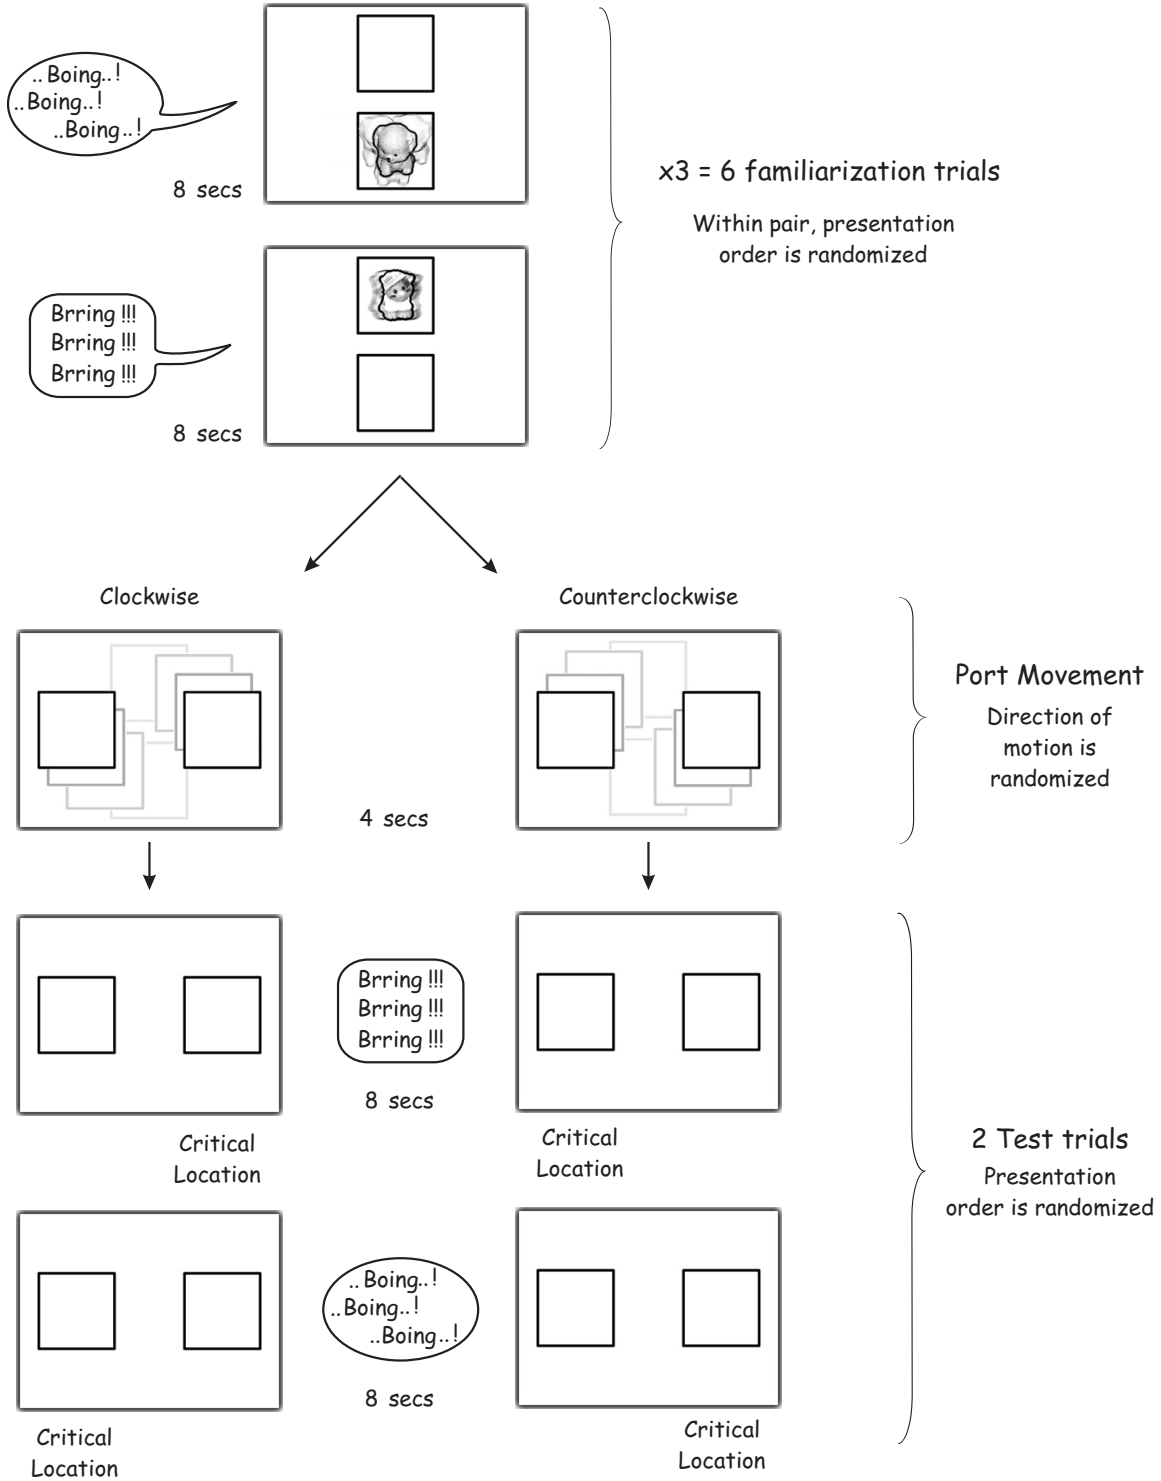 ..Boing..!
..Boing..!
..Boing..!
8 secs
x3 = 6 familiarization trials
Within pair, presentation
order is randomized
Brring !!!
Brring !!!
Brring !!!
8 secs
Clockwise
Counterclockwise
4 secs
Port Movement
Direction of
motion is
randomized
Brring !!!
Brring !!!
Brring !!!
8 secs
Critical
Location
Critical
Location
2 Test trials
Presentation
order is randomized
..Boing..!
..Boing..!
..Boing..!
8 secs
Critical
Location
Critical
Location